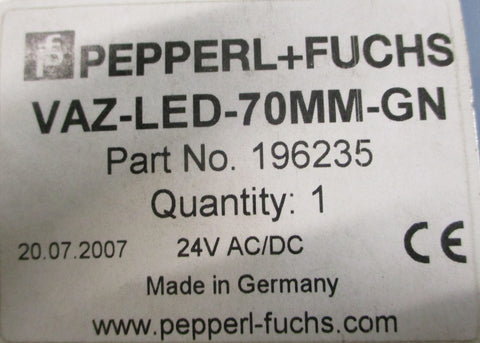 PEPPERL+FUCHS
VAZ-LED-70MM-GN
Part No. 196235
Quantity: 1
20.07.2007 24V AC/DC CE
Made in Germany
www.pepperl-fuchs.com